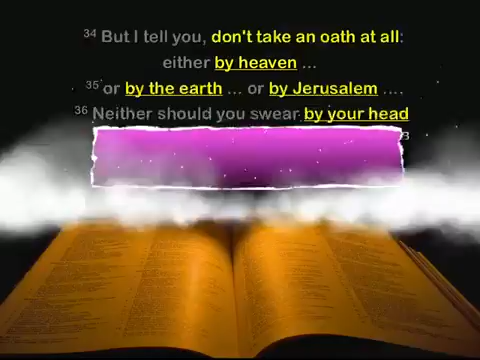 34 But I tell you, don't take an oath at all:
either by heaven ...
35 or by the earth ... or by Jerusalem ....
36 Neither should you swear by your head